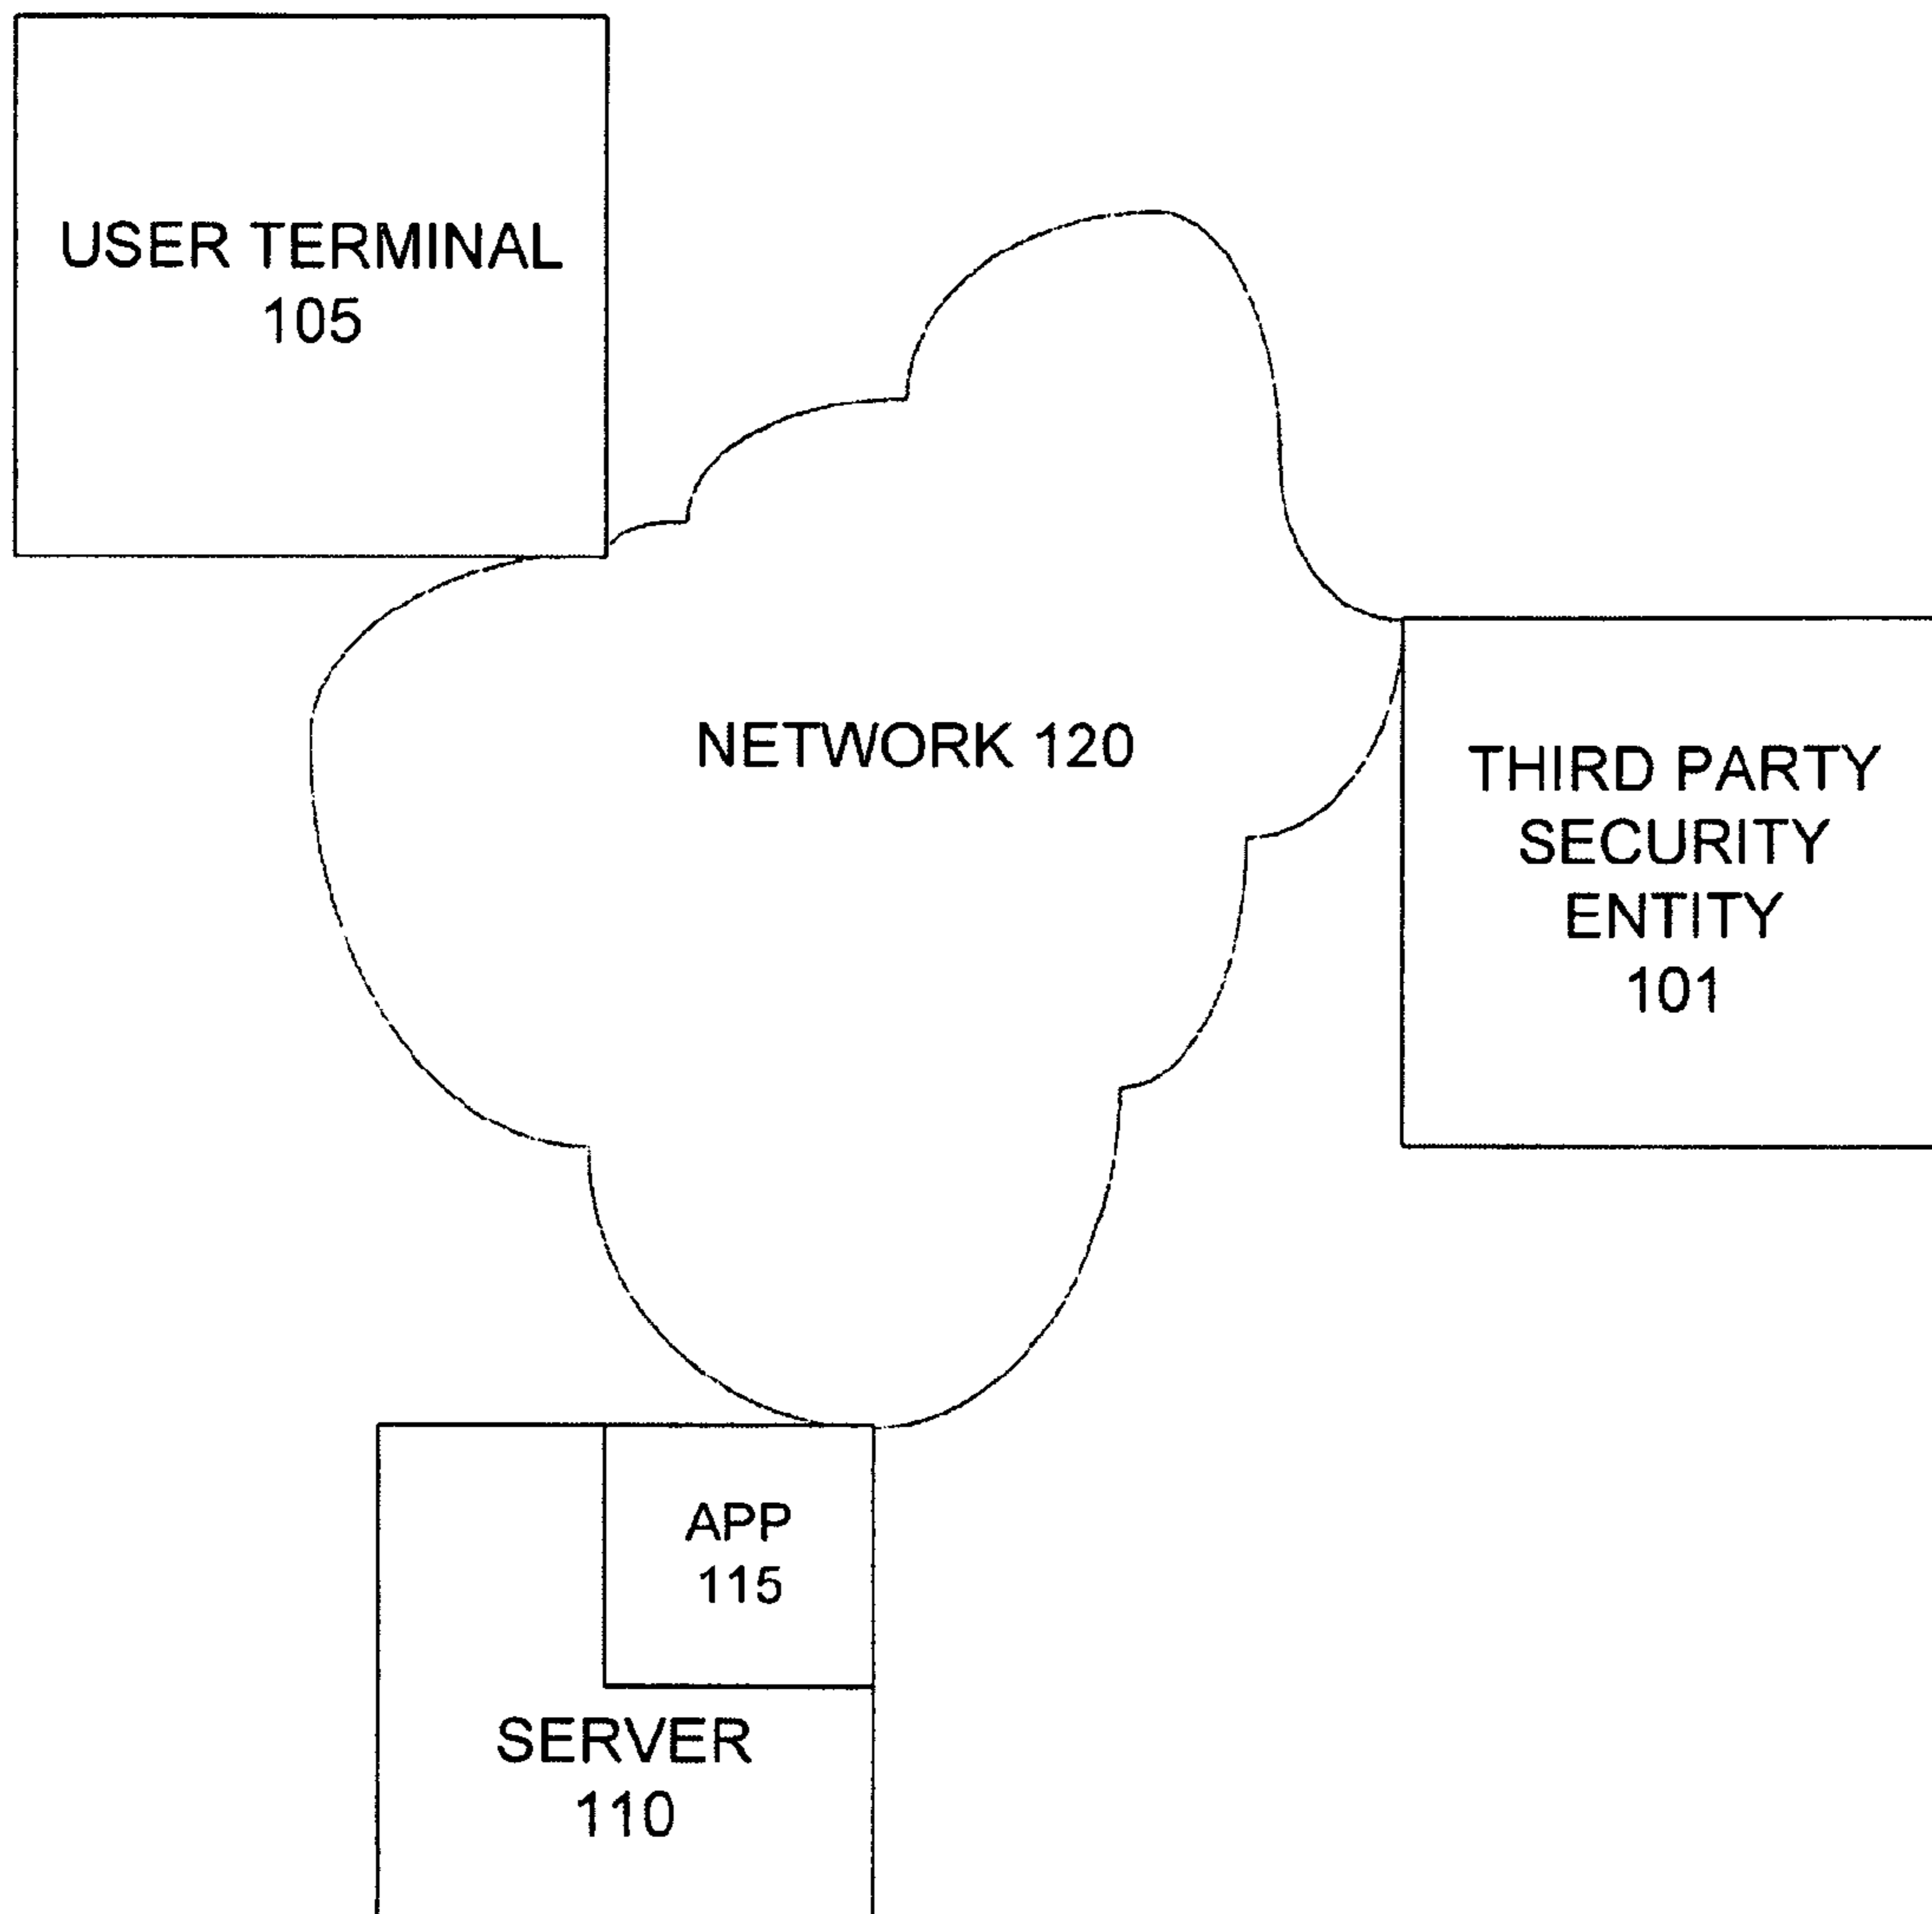 USER TERMINAL
105
NETWORK 120
THIRD PARTY
SECURITY
ENTITY
101
APP
115
SERVER
110